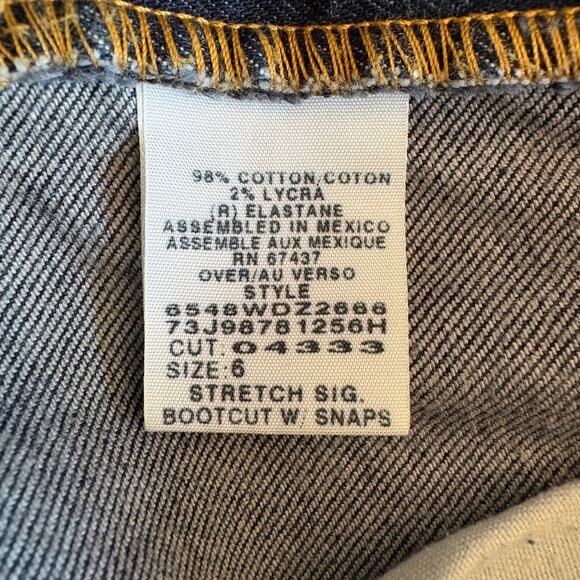 98% COTTON,COTON
2% LYCRA
(R) ELASTANE
ASSEMBLED IN MEXICO
ASSEMBLE AUX MEXIQUE
RN 67437
OVER/AU VERSO
STYLE
6548WDZ2666
73J98781256H
CUT. 04333
SIZE:6
STRETCH SIG.
BOOTCUT W. SNAPS